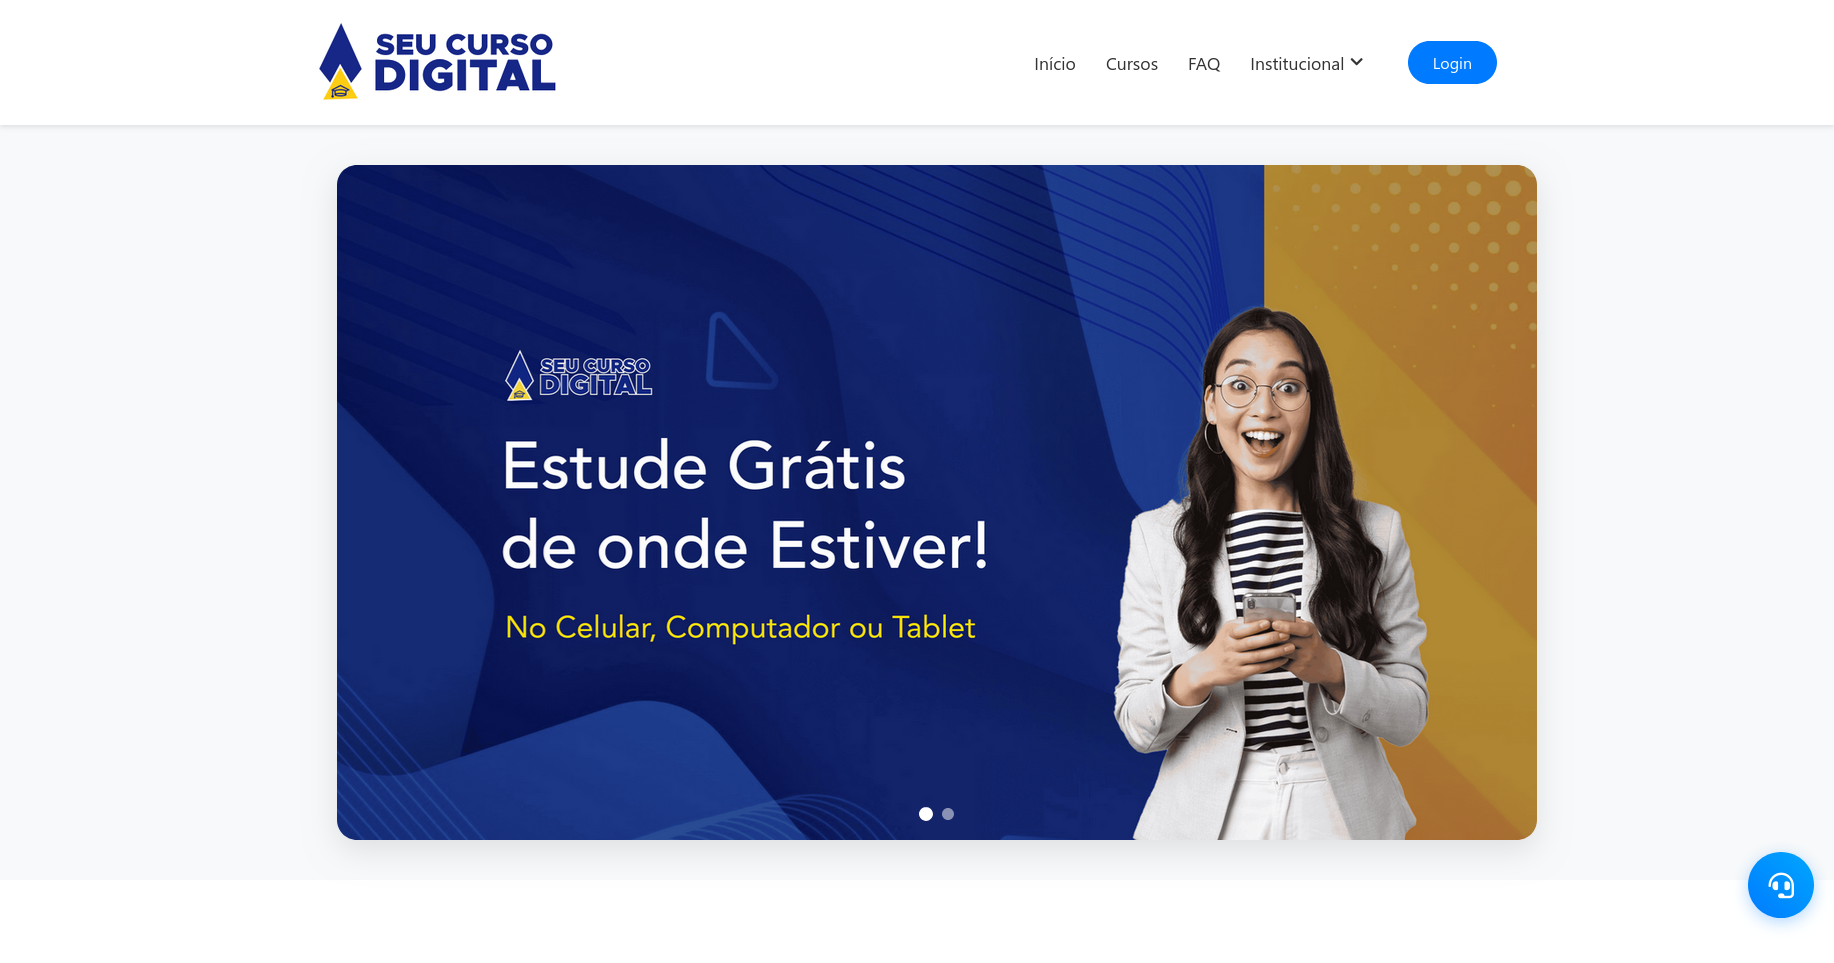 SEU CURSO
DIGITAL
Início
Cursos
FAQ
Institucional
Login
SEU CURSO
DIGITAL
Estude Grátis
de onde Estiver!
No Celular, Computador ou Tablet